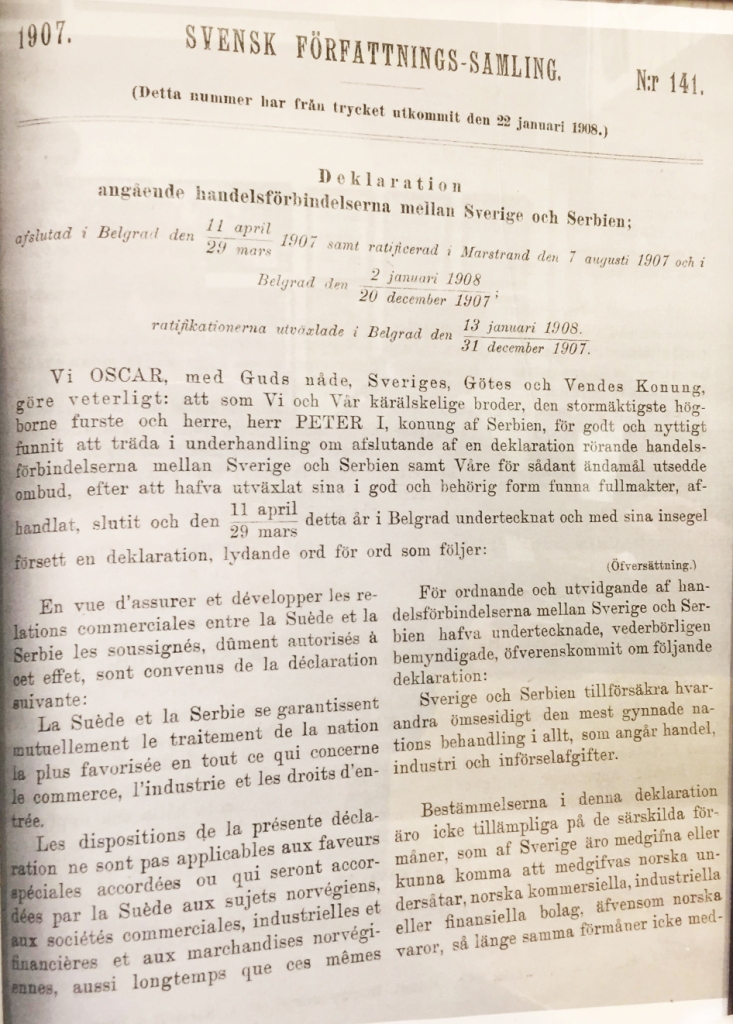 1907.
SVENSK FÖRFATTNINGS-SAMLING.
N:r 141.
(Detta nummer har från trycket utkommit den 22 januari 1908.)
Deklaration
angående handelsförbindelserna mellan Sverige och Serbien;
afslutad i Belgrad den 11 april / 29 mars 1907 samt ratificerad i Marstrand den 7 augusti 1907 och i
Belgrad den 2 januari 1908 / 20 december 1907;
ratifikationerna utväxlade i Belgrad den 13 januari 1908. / 31 december 1907.
Vi OSCAR, med Guds nåde, Sveriges, Götes och Vendes Konung,
göre veterligt: att som Vi och Vår kärälskelige broder, den stormäktigste hög-
borne furste och herre, herr PETER I, konung af Serbien, för godt och nyttigt
funnit att träda i underhandling om afslutande af en deklaration rörande handels-
förbindelserna mellan Sverige och Serbien samt Våre för sådant ändamål utsedde
ombud, efter att hafva utväxlat sina i god och behörig form funna fullmakter, af-
handlat, slutit och den 11 april / 29 mars detta år i Belgrad undertecknat och med sina insegel
försett en deklaration, lydande ord för ord som följer:
En vue d'assurer et développer les re-
lations commerciales entre la Suède et la
Serbie les soussignés, dûment autorisés à
cet effet, sont convenus de la déclaration
suivante:
La Suède et la Serbie se garantissent
mutuellement le traitement de la nation
la plus favorisée en tout ce qui concerne
le commerce, l'industrie et les droits d'en-
trée.
Les dispositions de la présente décla-
ration ne sont pas applicables aux faveurs
spéciales accordées ou qui seront accor-
dées par la Suède aux sujets norvégiens,
aux sociétés commerciales, industrielles et
financières et aux marchandises norvégi-
ennes, aussi longtemps que ces mêmes
(Öfversättning.)
För ordnande och utvidgande af han-
delsförbindelserna mellan Sverige och Ser-
bien hafva undertecknade, vederbörligen
bemyndigade, öfverenskommit om följande
deklaration:
Sverige och Serbien tillförsäkra hvar-
andra ömsesidigt den mest gynnade na-
tions behandling i allt, som angår handel,
industri och införselafgifter.
Bestämmelserna i denna deklaration
äro icke tillämpliga på de särskilda för-
måner, som af Sverige äro medgifna eller
kunna komma att medgifvas norska un-
dersåtar, norska kommersiella, industriella
eller finansiella bolag, äfvensom norska
varor, så länge samma förmåner icke med-